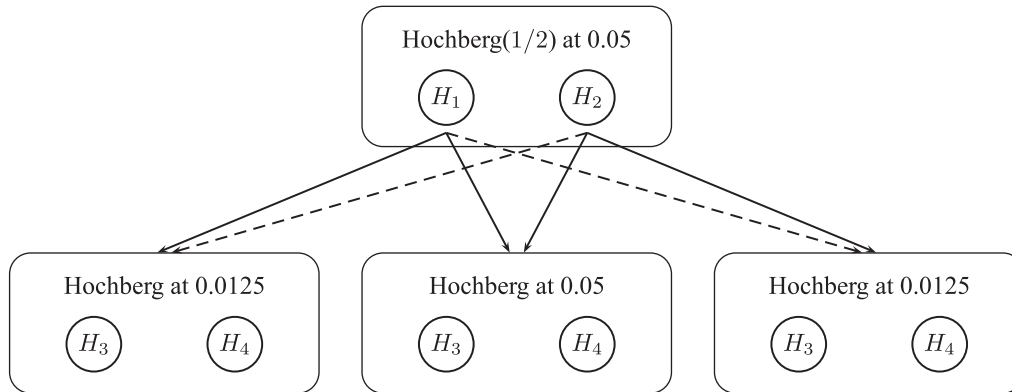 Hochberg(1/2) at 0.05
H₁ H₂
Hochberg at 0.0125 Hochberg at 0.05 Hochberg at 0.0125
H₃ H₄ H₃ H₄ H₃ H₄